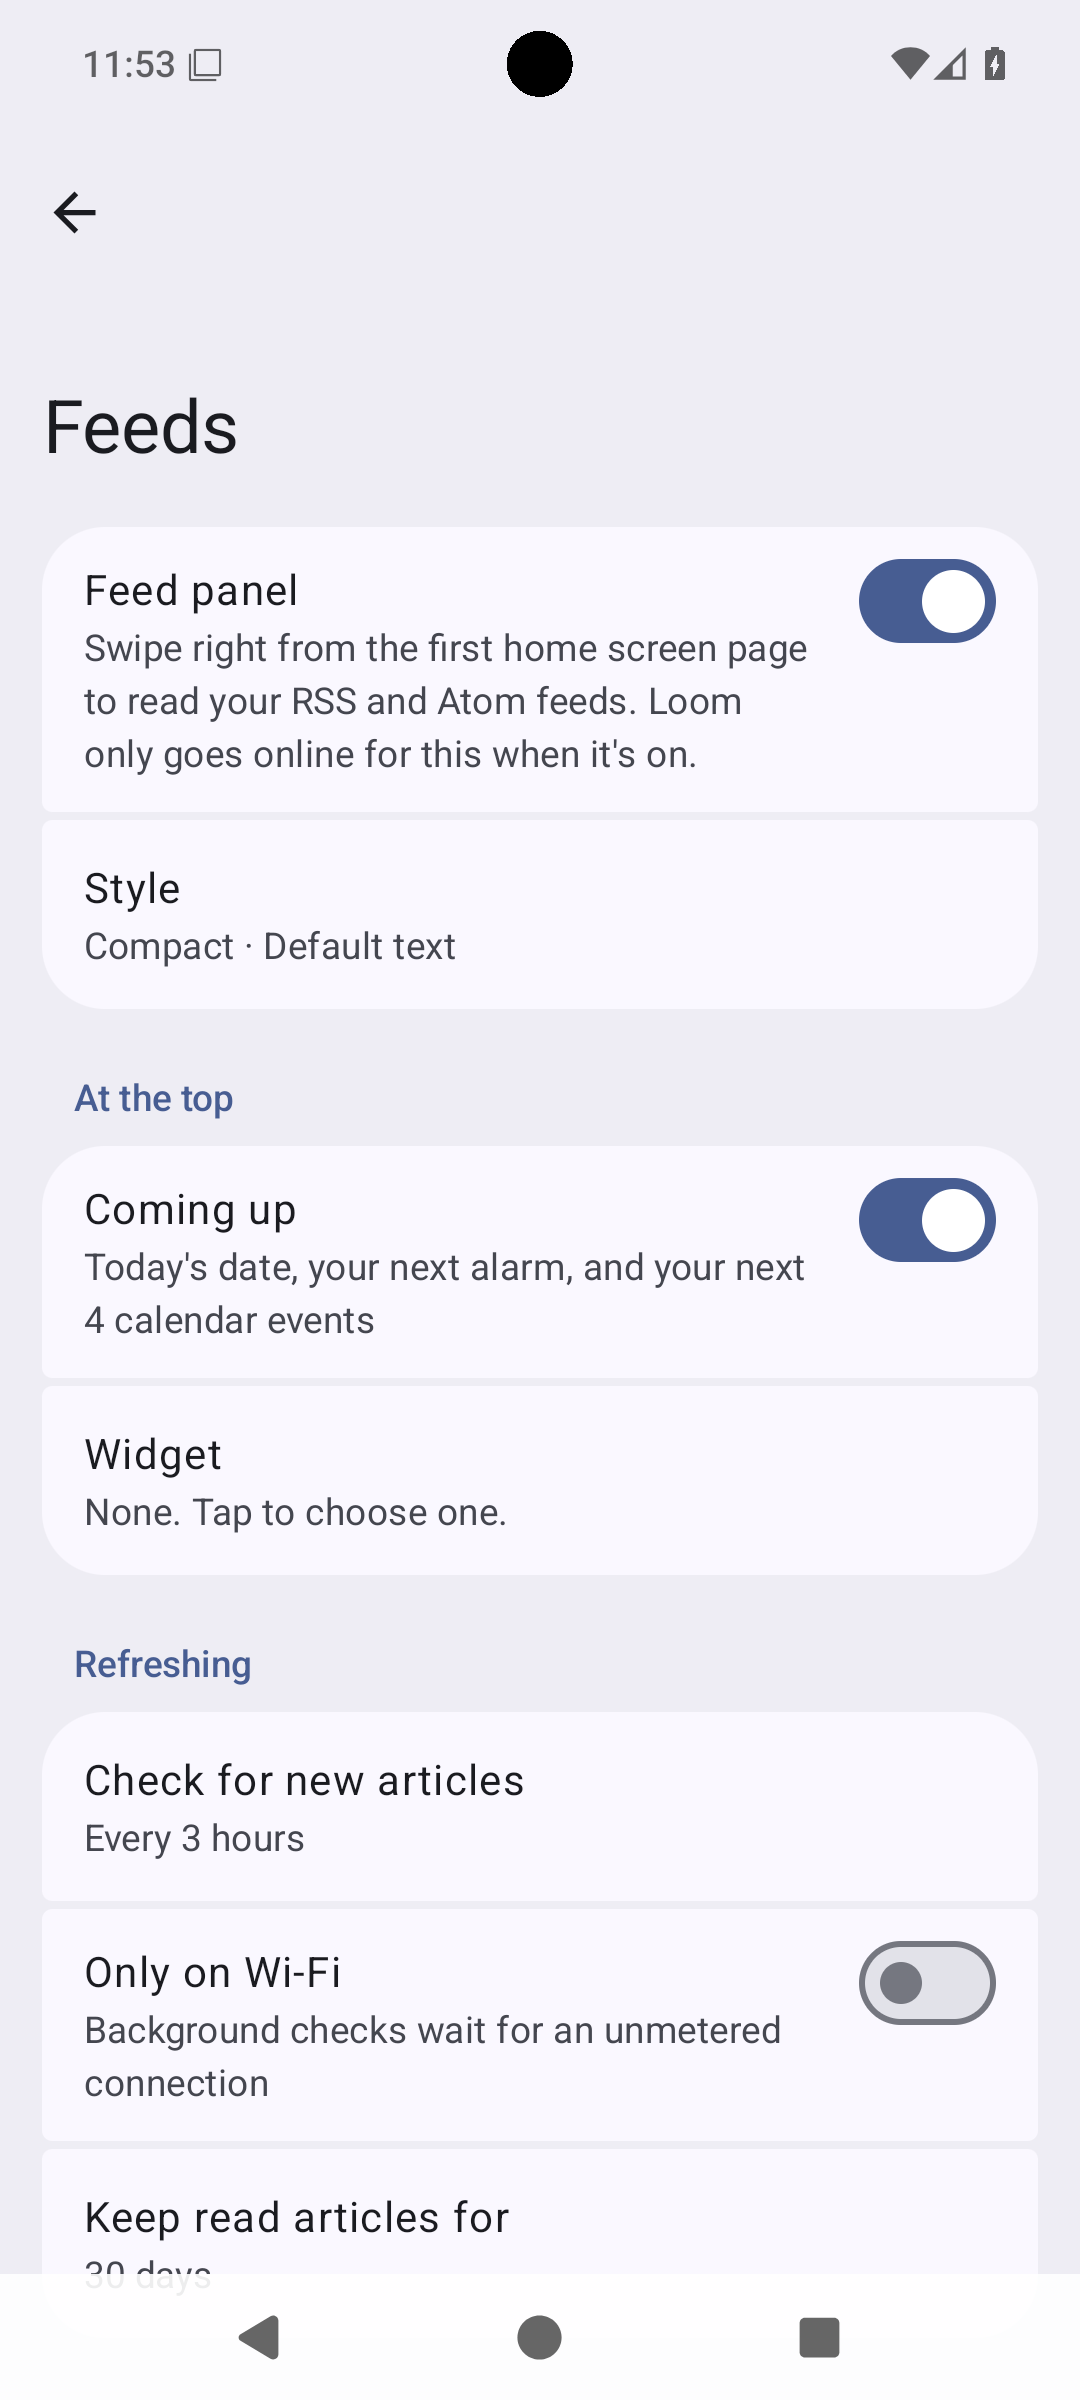 11:53
Feeds
Feed panel
Swipe right from the first home screen page
to read your RSS and Atom feeds. Loom
only goes online for this when it's on.
Style
Compact · Default text
At the top
Coming up
Today's date, your next alarm, and your next
4 calendar events
Widget
None. Tap to choose one.
Refreshing
Check for new articles
Every 3 hours
Only on Wi-Fi
Background checks wait for an unmetered
connection
Keep read articles for
30 days